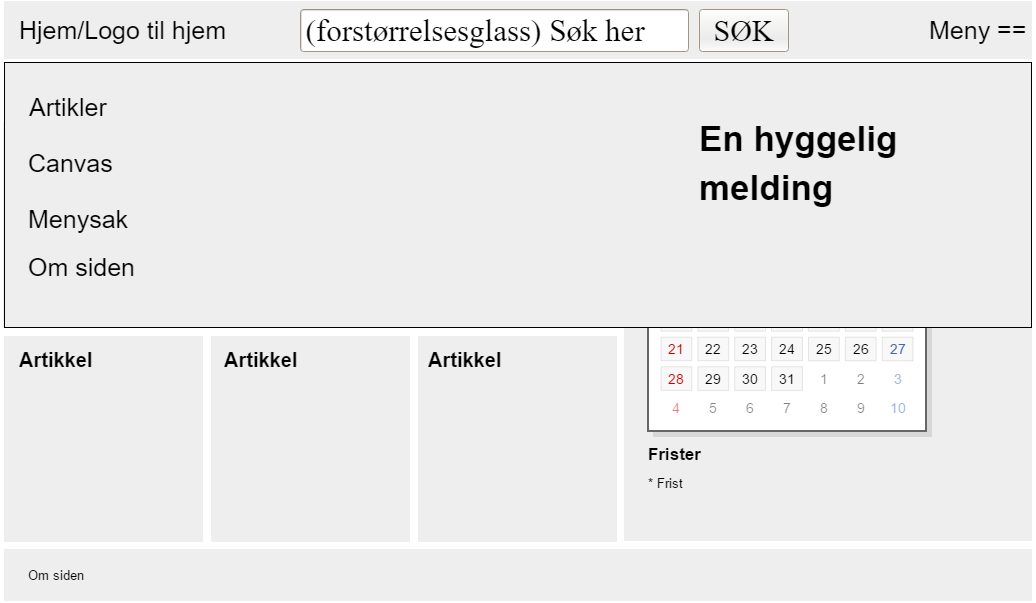 Hjem/Logo til hjem (forstørrelsesglass) Søk her SØK Meny ==
Artikler
Canvas
Menysak
Om siden
En hyggelig
melding
Artikkel
Artikkel
Artikkel
21 22 23 24 25 26 27
28 29 30 31 1 2 3
4 5 6 7 8 9 10
Frister
* Frist
Om siden